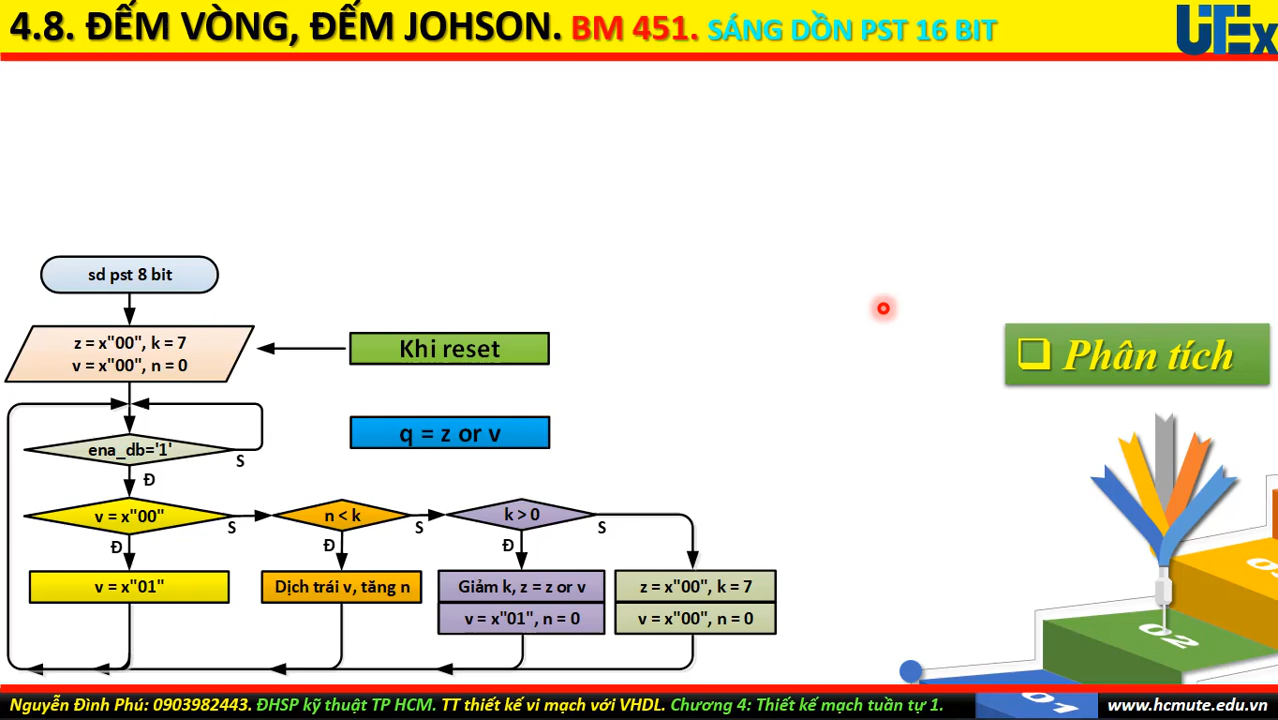 4.8. ĐẾM VÒNG, ĐẾM JOHSON. BM 451. SÁNG DỒN PST 16 BIT
UTEx
sd pst 8 bit
z = x"00", k = 7
v = x"00", n = 0
Khi reset
Phân tích
q = z or v
ena_db='1'
S
Đ
v = x"00"
S
n < k
S
k > 0
S
Đ
Đ
Đ
v = x"01"
Dịch trái v, tăng n
Giảm k, z = z or v
v = x"01", n = 0
z = x"00", k = 7
v = x"00", n = 0
02
01
Nguyễn Đình Phú: 0903982443. ĐHSP kỹ thuật TP HCM. TT thiết kế vi mạch với VHDL. Chương 4: Thiết kế mạch tuần tự 1.
www.hcmute.edu.vn